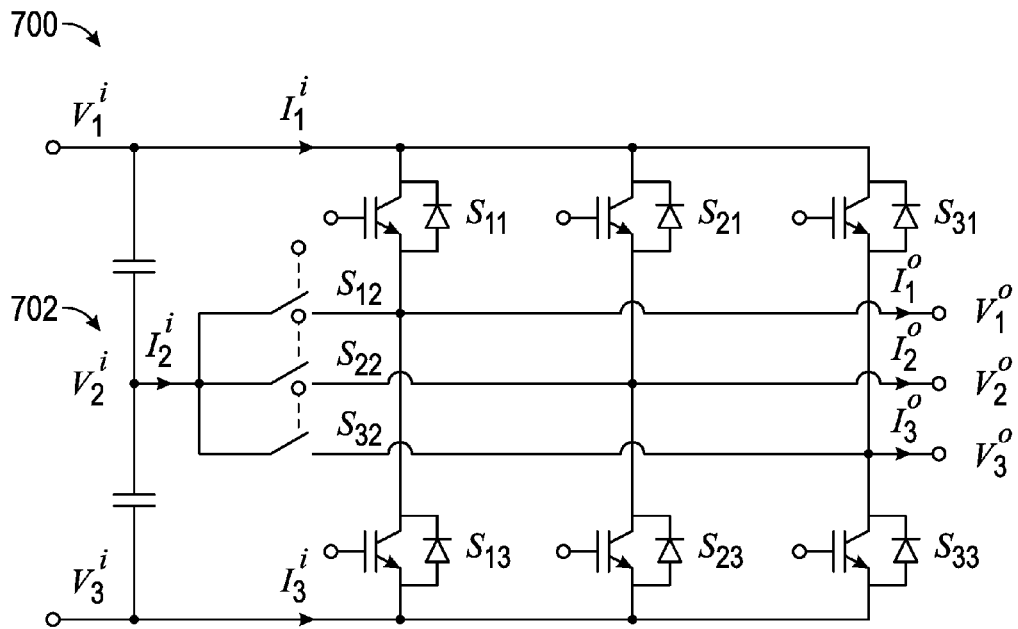 700
V₁ⁱ I₁ⁱ
S₁₁ S₂₁ S₃₁
702
S₁₂ I₁ᵒ V₁ᵒ
I₂ⁱ
V₂ⁱ S₂₂ I₂ᵒ V₂ᵒ
S₃₂ I₃ᵒ V₃ᵒ
S₁₃ S₂₃ S₃₃
V₃ⁱ I₃ⁱ